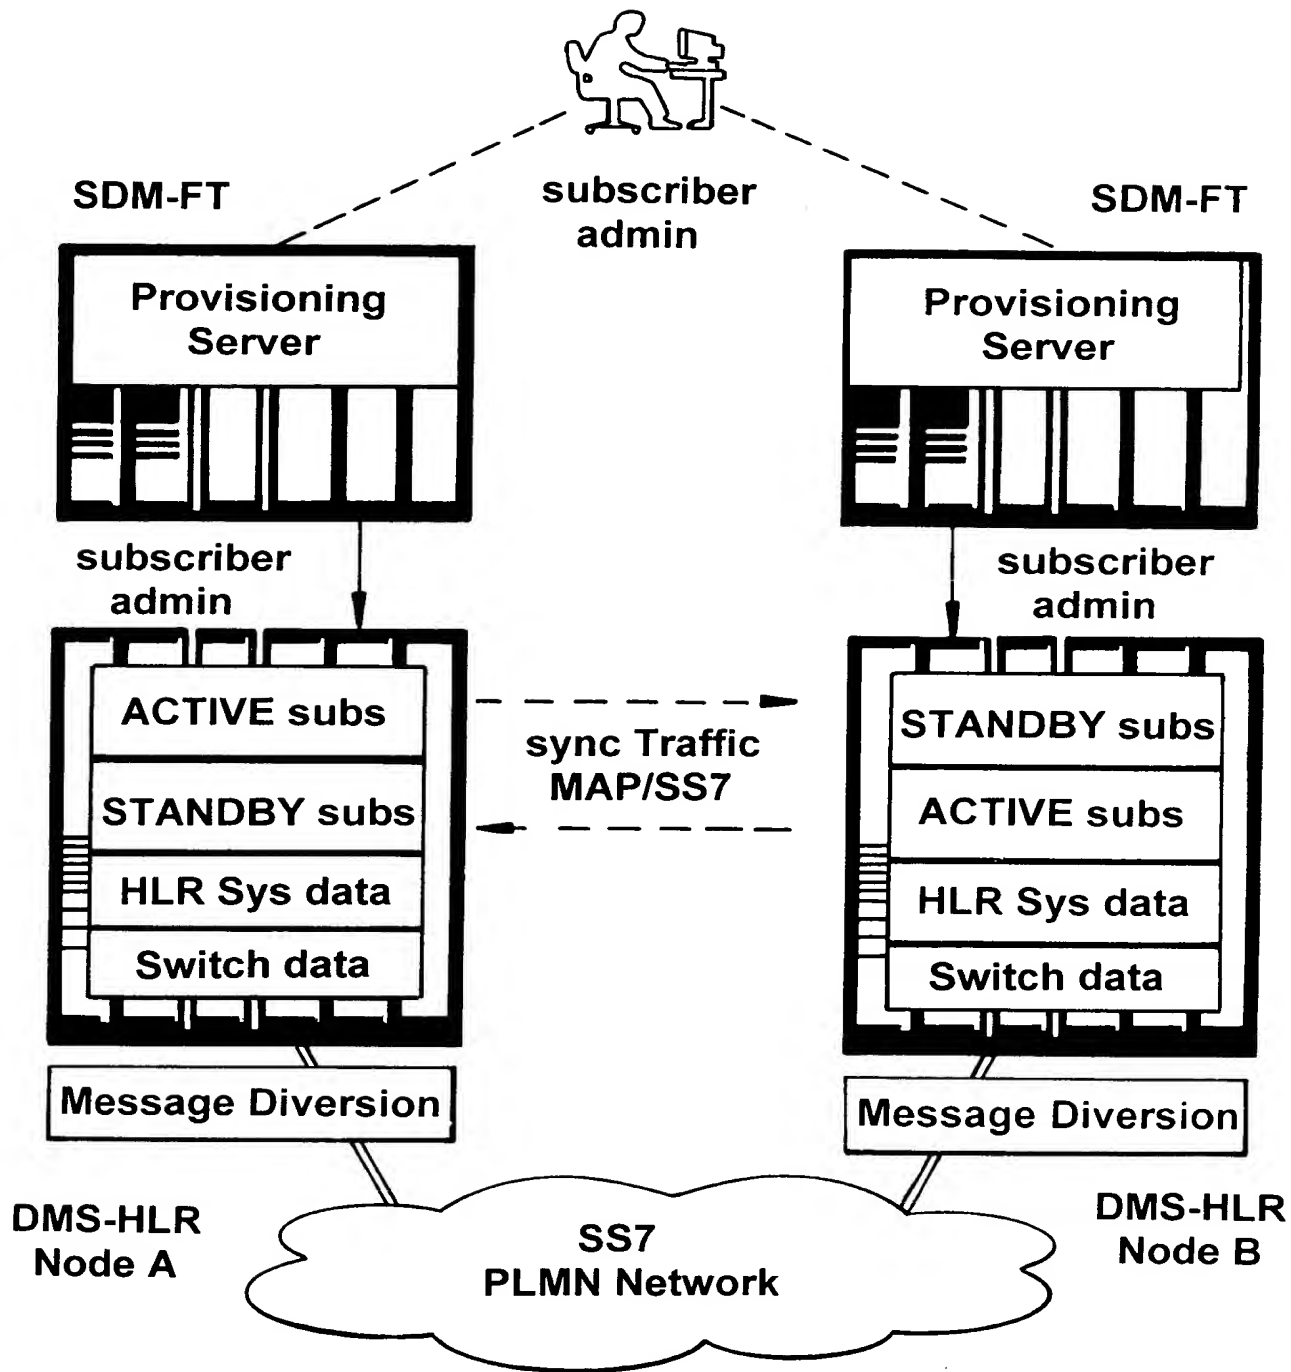 SDM-FT
subscriber
admin
SDM-FT
Provisioning
Server
Provisioning
Server
subscriber
admin
subscriber
admin
ACTIVE subs
STANDBY subs
HLR Sys data
Switch data
sync Traffic
MAP/SS7
STANDBY subs
ACTIVE subs
HLR Sys data
Switch data
Message Diversion
Message Diversion
DMS-HLR
Node A
SS7
PLMN Network
DMS-HLR
Node B